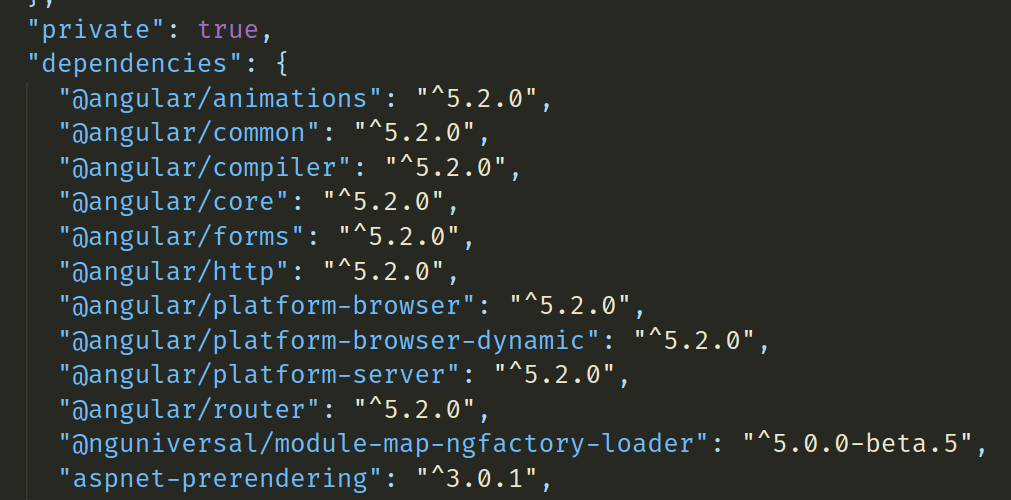 },
"private": true,
"dependencies": {
"@angular/animations": "^5.2.0",
"@angular/common": "^5.2.0",
"@angular/compiler": "^5.2.0",
"@angular/core": "^5.2.0",
"@angular/forms": "^5.2.0",
"@angular/http": "^5.2.0",
"@angular/platform-browser": "^5.2.0",
"@angular/platform-browser-dynamic": "^5.2.0",
"@angular/platform-server": "^5.2.0",
"@angular/router": "^5.2.0",
"@nguniversal/module-map-ngfactory-loader": "^5.0.0-beta.5",
"aspnet-prerendering": "^3.0.1",